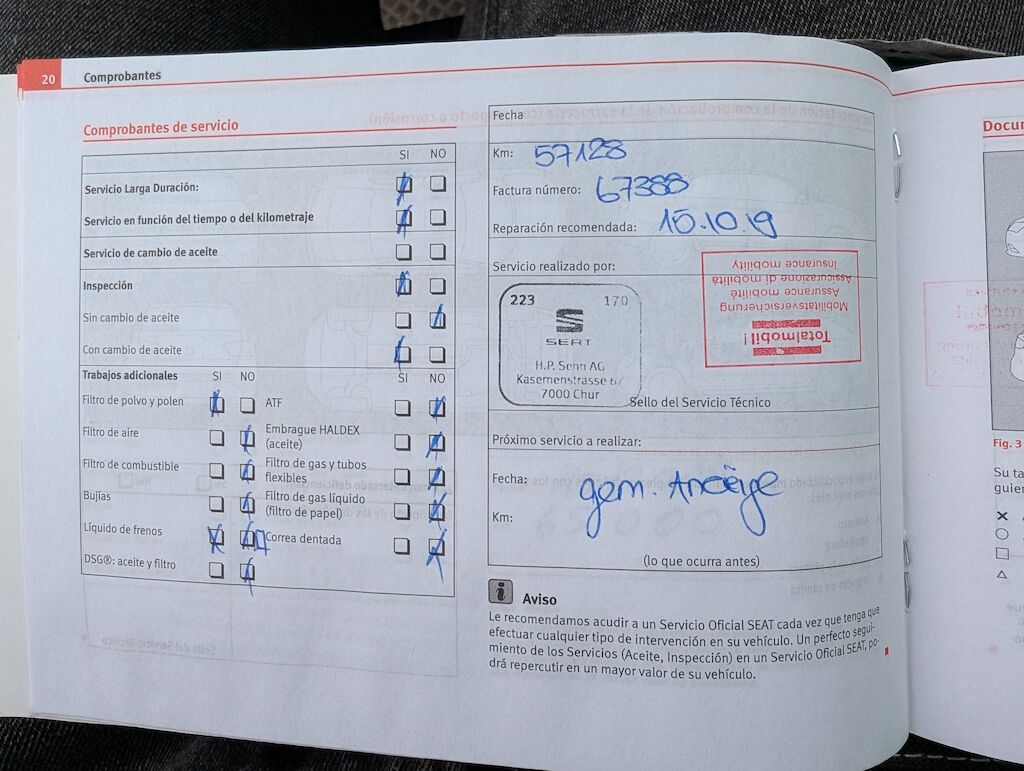 20 Comprobantes
Comprobantes de servicio
SI NO
Servicio Larga Duración:
Servicio en función del tiempo o del kilometraje
Servicio de cambio de aceite
Inspección
Sin cambio de aceite
Con cambio de aceite
Trabajos adicionales SI NO SI NO
Filtro de polvo y polen ATF
Filtro de aire Embrague HALDEX
(aceite)
Filtro de combustible Filtro de gas y tubos
flexibles
Bujías Filtro de gas líquido
(filtro de papel)
Líquido de frenos Correa dentada
DSG®: aceite y filtro
Fecha
Km: 57128
Factura número: 67388
Reparación recomendada: 15.10.19
Servicio realizado por:
Totalmobil!
Mobilitätsversicherung
Assurance mobilité
Assicurazione di mobilità
Insurance mobility
223 170
SEAT
H.P. Senn AG
Kasernenstrasse
7000 Chur
Sello del Servicio Técnico
Próximo servicio a realizar:
Fecha: gem. Anzeige
Km:
(lo que ocurra antes)
i Aviso
Le recomendamos acudir a un Servicio Oficial SEAT cada vez que tenga que
efectuar cualquier tipo de intervención en su vehículo. Un perfecto segui-
miento de los Servicios (Aceite, Inspección) en un Servicio Oficial SEAT, po-
drá repercutir en un mayor valor de su vehículo.
Docum
Fig. 3
Su ta
guien